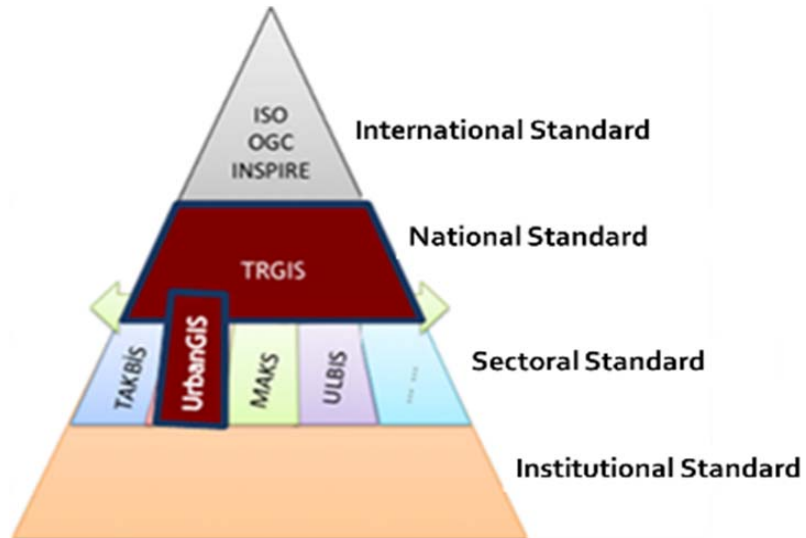 ISO
OGC
INSPIRE
International Standard
National Standard
TRGIS
TAKBİS
UrbanGIS
MAKS
ULBIS
... ...
Sectoral Standard
Institutional Standard